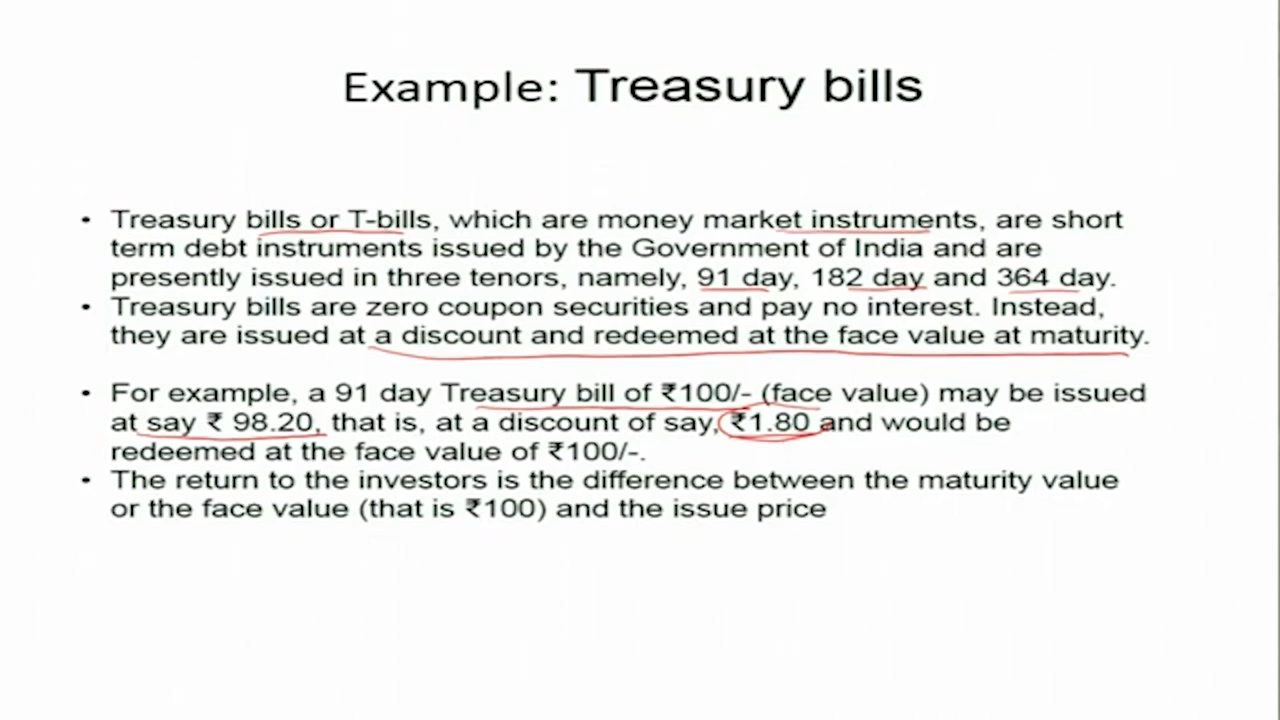 Example: Treasury bills
• Treasury bills or T-bills, which are money market instruments, are short
term debt instruments issued by the Government of India and are
presently issued in three tenors, namely, 91 day, 182 day and 364 day.
• Treasury bills are zero coupon securities and pay no interest. Instead,
they are issued at a discount and redeemed at the face value at maturity.
• For example, a 91 day Treasury bill of ₹100/- (face value) may be issued
at say ₹ 98.20, that is, at a discount of say, ₹1.80 and would be
redeemed at the face value of ₹100/-.
• The return to the investors is the difference between the maturity value
or the face value (that is ₹100) and the issue price